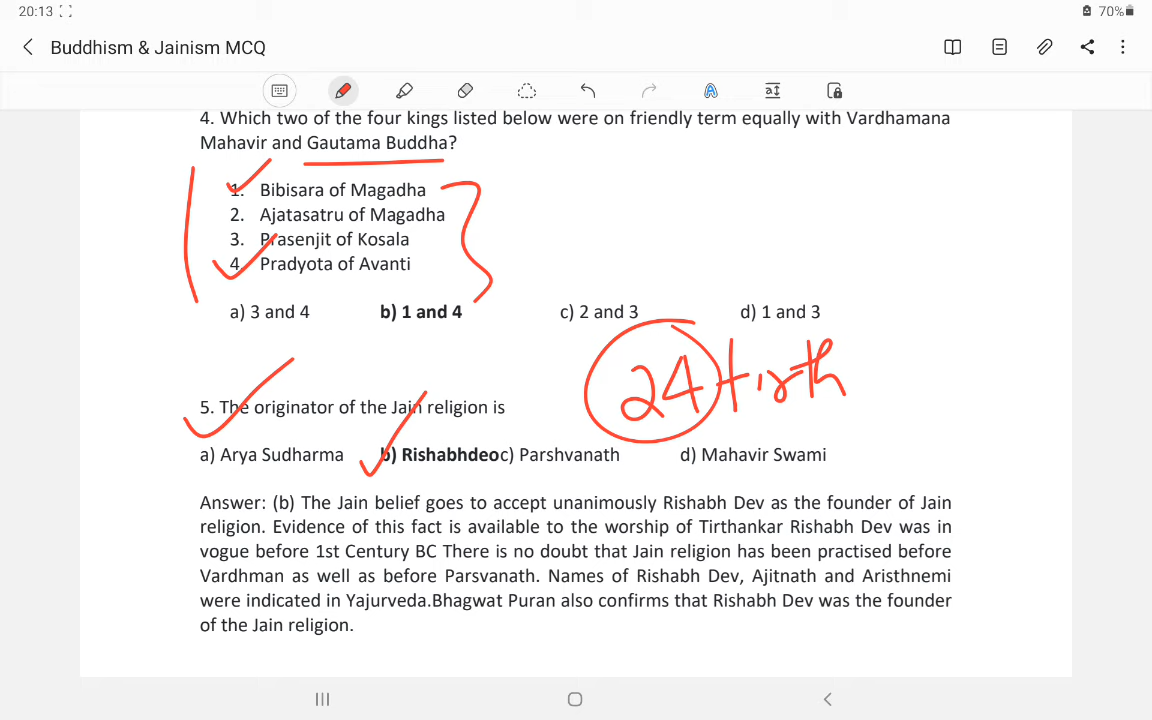 20:13
70%
Buddhism & Jainism MCQ
4. Which two of the four kings listed below were on friendly term equally with Vardhamana
Mahavir and Gautama Buddha?
1. Bibisara of Magadha
2. Ajatasatru of Magadha
3. Prasenjit of Kosala
4. Pradyota of Avanti
a) 3 and 4 b) 1 and 4 c) 2 and 3 d) 1 and 3
24 tirth
5. The originator of the Jain religion is
a) Arya Sudharma b) Rishabhdeoc) Parshvanath d) Mahavir Swami
Answer: (b) The Jain belief goes to accept unanimously Rishabh Dev as the founder of Jain
religion. Evidence of this fact is available to the worship of Tirthankar Rishabh Dev was in
vogue before 1st Century BC There is no doubt that Jain religion has been practised before
Vardhman as well as before Parsvanath. Names of Rishabh Dev, Ajitnath and Aristhnemi
were indicated in Yajurveda.Bhagwat Puran also confirms that Rishabh Dev was the founder
of the Jain religion.